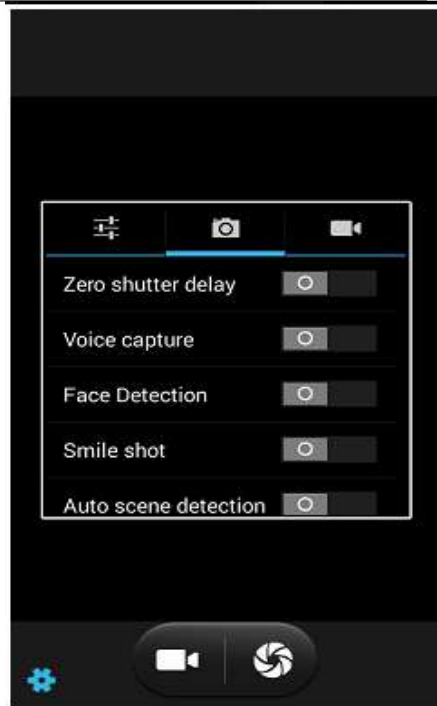 Zero shutter delay
Voice capture
Face Detection
Smile shot
Auto scene detection